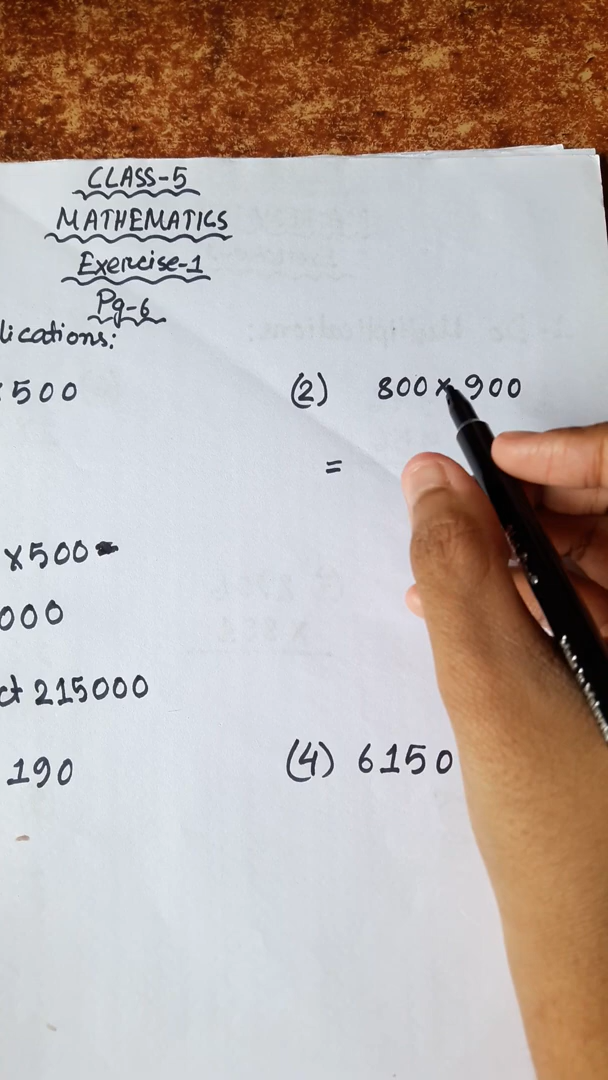 CLASS-5
MATHEMATICS
Exercise-1
Pg-6
lications:
500
(2) 800 x 900
=
x500
000
ct 215000
190
(4) 6150